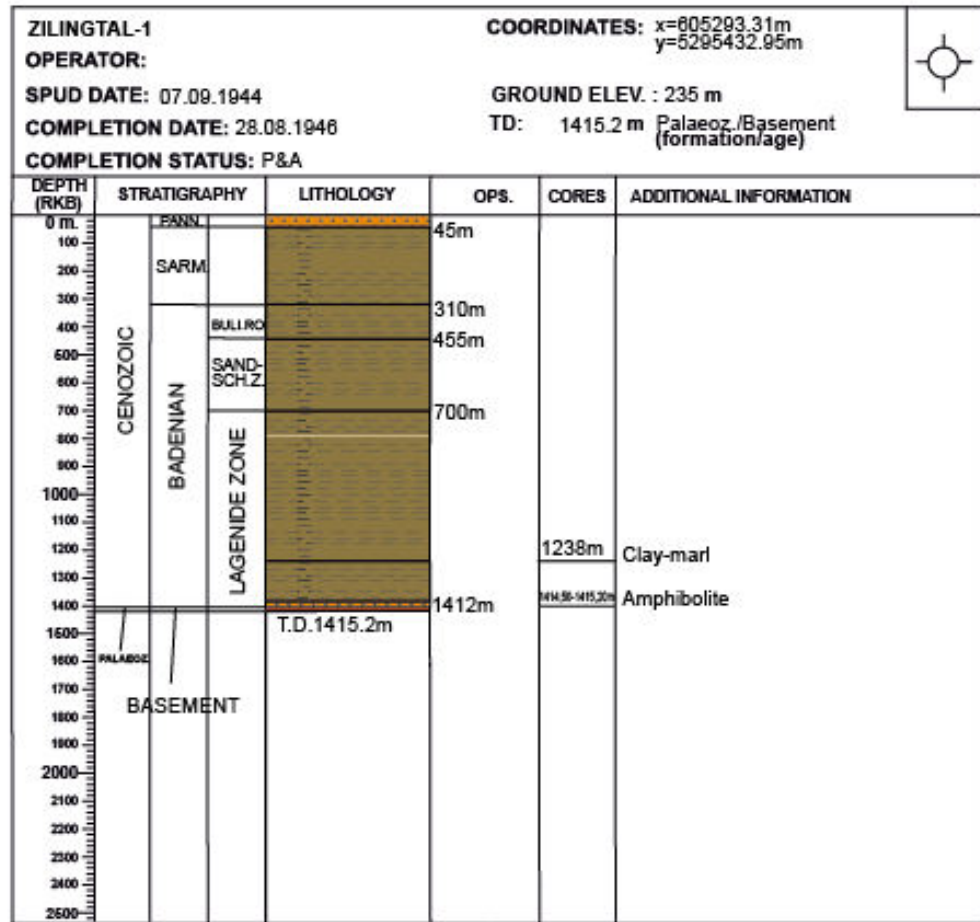 ZILINGTAL-1
OPERATOR:
SPUD DATE: 07.09.1944
COMPLETION DATE: 28.08.1946
COMPLETION STATUS: P&A
COORDINATES: x=605293.31m
y=5295432.95m
GROUND ELEV. : 235 m
TD: 1415.2 m Palaeoz./Basement
(formation/age)
DEPTH (RKB) STRATIGRAPHY LITHOLOGY OPS. CORES ADDITIONAL INFORMATION
0 m.
100
200
300
400
500
600
700
800
900
1000
1100
1200
1300
1400
1500
1600
1700
1800
1900
2000
2100
2200
2300
2400
2500
CENOZOIC
PALAEOZ.
PANN.
SARM.
BADENIAN
BASEMENT
BULI.RO
SAND-
SCH.Z.
LAGENIDE ZONE
45m
310m
455m
700m
1412m
T.D.1415.2m
1238m Clay-marl
1414,50-1415,20m Amphibolite